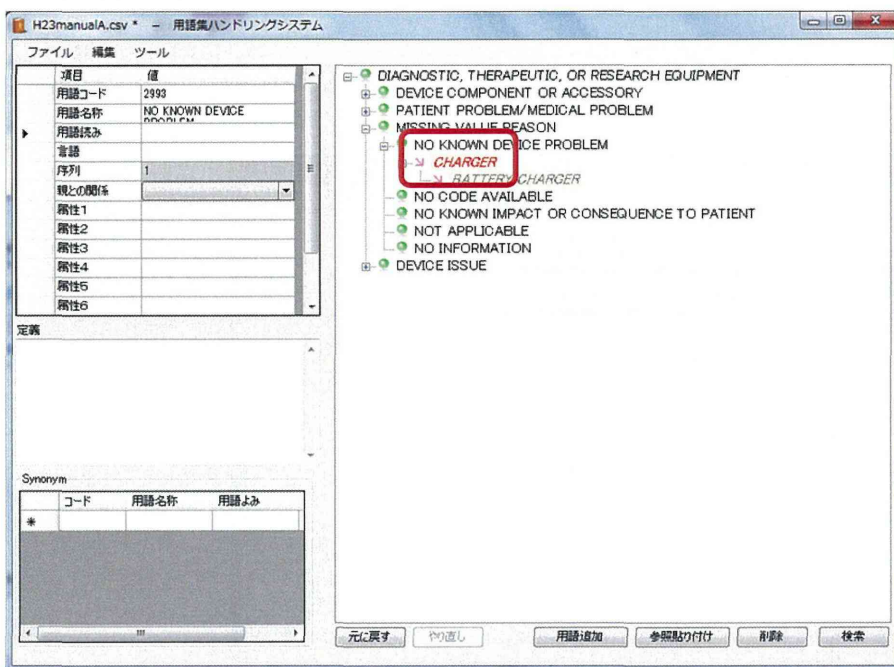 H23manualA.csv * – 用語集ハンドリングシステム
ファイル 編集 ツール
項目 値
用語コード 2993
用語名称 NO KNOWN DEVICE
用語読み
言語
序列 1
親との関係
属性1
属性2
属性3
属性4
属性5
属性6
定義
Synonym
コード 用語名称 用語よみ
*
DIAGNOSTIC, THERAPEUTIC, OR RESEARCH EQUIPMENT
DEVICE COMPONENT OR ACCESSORY
PATIENT PROBLEM/MEDICAL PROBLEM
MISSING VALUE REASON
NO KNOWN DEVICE PROBLEM
CHARGER
BATTERY CHARGER
NO CODE AVAILABLE
NO KNOWN IMPACT OR CONSEQUENCE TO PATIENT
NOT APPLICABLE
NO INFORMATION
DEVICE ISSUE
元に戻す やり直し 用語追加 参照貼り付け 削除 検索